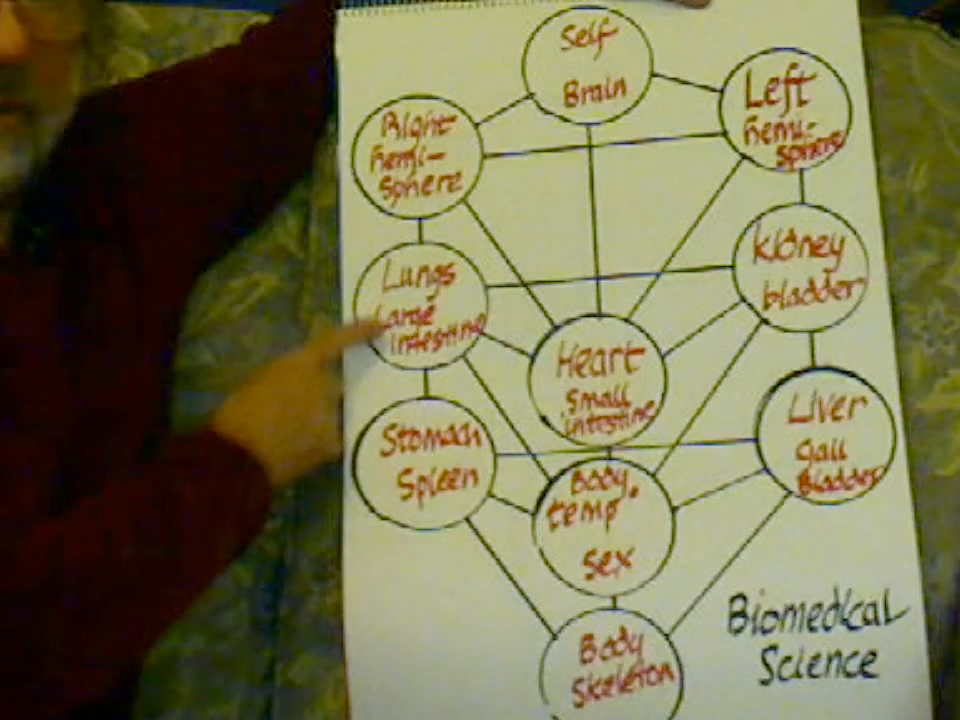 Self
Brain
Left
hemi-
sphere
Right
hemi-
sphere
Kidney
bladder
Lungs
Large
intestine
Heart
small
intestine
Liver
Gall
Bladder
Stomach
Spleen
Body.
temp
sex
Body
Skeleton
Biomedical
Science